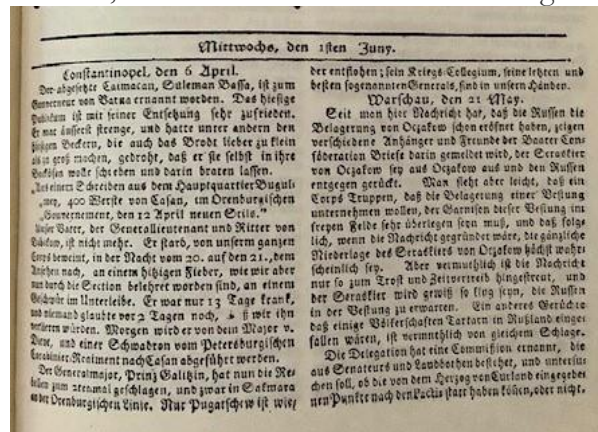 Mittwochs, den 1sten Juny.
Constantinopel, den 6 April.
Der abgesetzte Caimacan, Suleman Bassa, ist zum
Gouverneur von Varna ernannt worden. Das hiesige
Publikum ist mit seiner Entsetzung sehr zufrieden.
Er war äusserst strenge, und hatte unter andern den
hiesigen Beckern, die auch das Brodt lieber zu klein
als zu groß machen, gedroht, daß er sie selbst in ihre
Backöfen wolle schieben und darin braten lassen.
Aus einem Schreiben aus dem Hauptquartier Buguli-
mey, 400 Werste von Casan, im Orenburgischen
Gouvernement, den 12 April neuen Stils."
Unser Vater, der Generallieutenant und Ritter von
Bibikow, ist nicht mehr. Er starb, von unserm ganzen
Corps beweint, in der Nacht vom 20. auf den 21., dem
Ansehen nach, an einem hitzigen Fieber, wie wir aber
nun durch die Section belehret worden sind, an einem
Geschwür im Unterleibe. Er war nur 13 Tage krank,
und niemand glaubte vor 2 Tagen noch, daß wir ihn
verlieren würden. Morgen wird er von dem Major v.
Diese, und einer Schwadron vom Petersburgischen
Carabinier-Regiment nach Casan abgeführt werden.
Der Generalmajor, Prinz Galitzin, hat nun die Re-
bellen zum 2tenmal geschlagen, und zwar in Sakmara
an der Orenburgischen Linie. Nur Pugatschew ist wie-
der entflohen; sein Kriegs-Collegium, seine letzten und
besten sogenannten Generals, sind in unsern Händen.
Warschau, den 21 May.
Seit man hier Nachricht hat, daß die Russen die
Belagerung von Oczakow schon eröfnet haben, zeigen
verschiedene Anhänger und Freunde der Baarer Con-
föderation Briefe darin gemeldet wird, der Seraskier
von Oczakow sey aus Oczakow aus und den Russen
entgegen gerückt. Man sieht aber leicht, daß ein
Corps Truppen, daß die Belagerung einer Vestung
unternehmen wollen, der Garnison dieser Vestung im
freyen Felde sehr überlegen seyn muß, und daß folg-
lich, wenn die Nachricht gegründet wäre, die gänzliche
Niederlage des Seraskiers von Otzakow höchst wahr-
scheinlich sey. Aber vermuthlich ist die Nachricht
nur so zum Trost und Zeitvertreib hingestreut, und
der Seraskier wird gewiß so klug seyn, die Russen
in der Vestung zu erwarten. Ein anderes Gerüchte
daß einige Völkerschaften Tartarn in Rußland einge-
fallen wären, ist vermuthlich von gleichem Schlage.
Die Delegation hat eine Commission ernannt, die
aus Senateurs und Landbothen bestehet, und untersu-
chen soll, ob die von dem Herzog von Curland eingegebe-
nen Punkte nach den Pactis statt haben können, oder nicht.